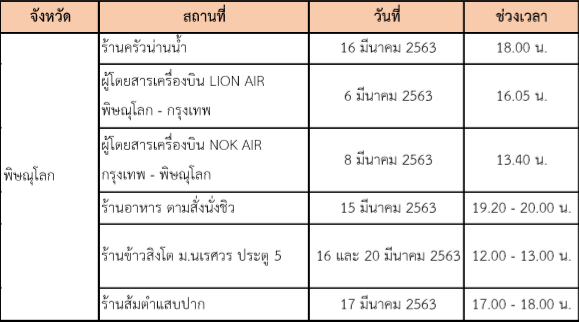 จังหวัด สถานที่ วันที่ ช่วงเวลา
ร้านครัวน่านน้ำ 16 มีนาคม 2563 18.00 น.
ผู้โดยสารเครื่องบิน LION AIR
พิษณุโลก - กรุงเทพ 6 มีนาคม 2563 16.05 น.
ผู้โดยสารเครื่องบิน NOK AIR
กรุงเทพ - พิษณุโลก 8 มีนาคม 2563 13.40 น.
พิษณุโลก
ร้านอาหาร ตามสั่งนั่งชิว 15 มีนาคม 2563 19.20 - 20.00 น.
ร้านข้าวสิงโต ม.นเรศวร ประตู 5 16 และ 20 มีนาคม 2563 12.00 - 13.00 น.
ร้านส้มตำแสบปาก 17 มีนาคม 2563 17.00 - 18.00 น.